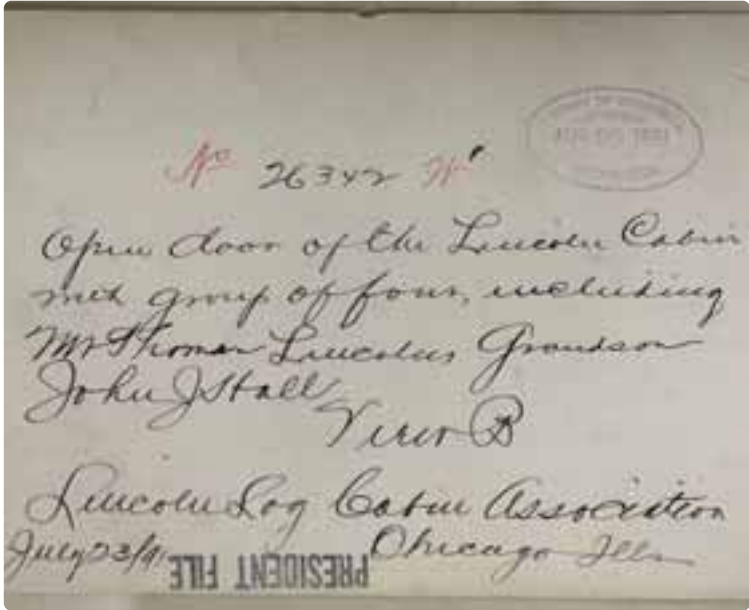 No 26342 W'
Open door of the Lincoln Cabin
with group of four, including
Mr Thomas Lincolns Grandson
John J Hall
View B
Lincoln Log Cabin Association
July 23/91 Chicago Ills
PRESIDENT FILE